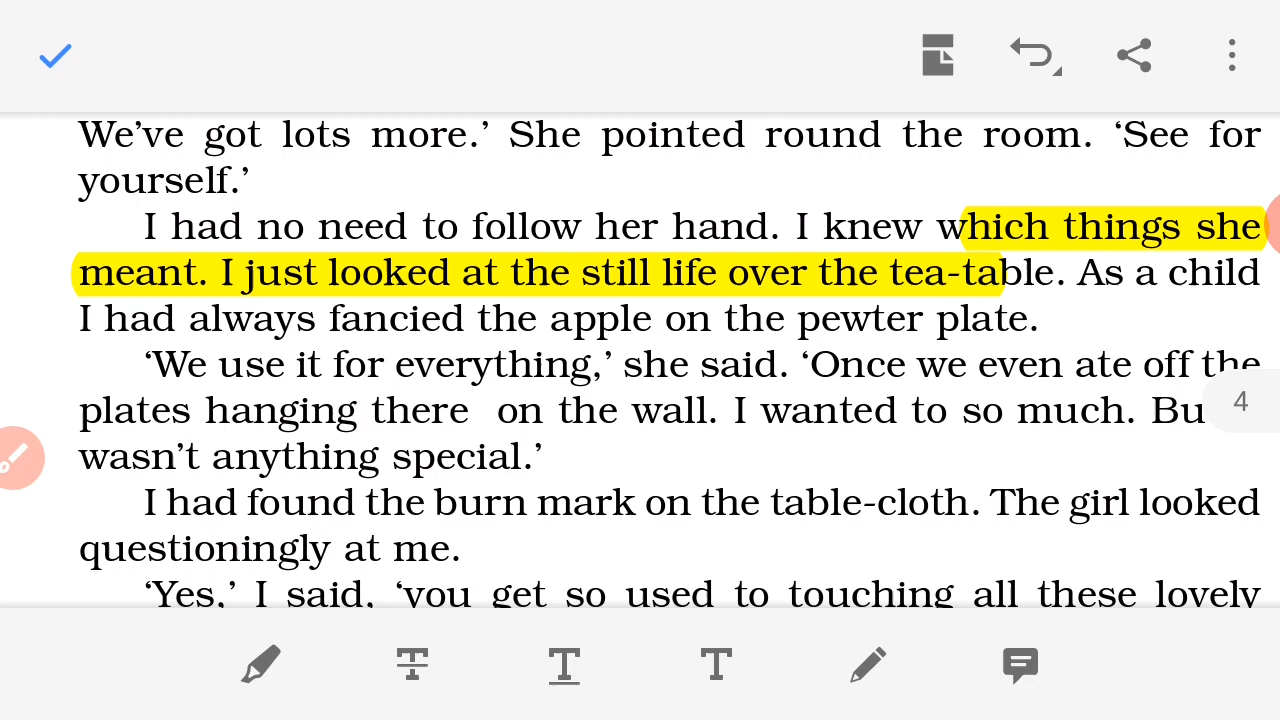 We've got lots more.' She pointed round the room. 'See for
yourself.'
I had no need to follow her hand. I knew which things she
meant. I just looked at the still life over the tea-table. As a child
I had always fancied the apple on the pewter plate.
'We use it for everything,' she said. 'Once we even ate off the
4
plates hanging there on the wall. I wanted to so much. Bu
wasn't anything special.'
I had found the burn mark on the table-cloth. The girl looked
questioningly at me.
'Yes,' I said, 'you get so used to touching all these lovely
T T T